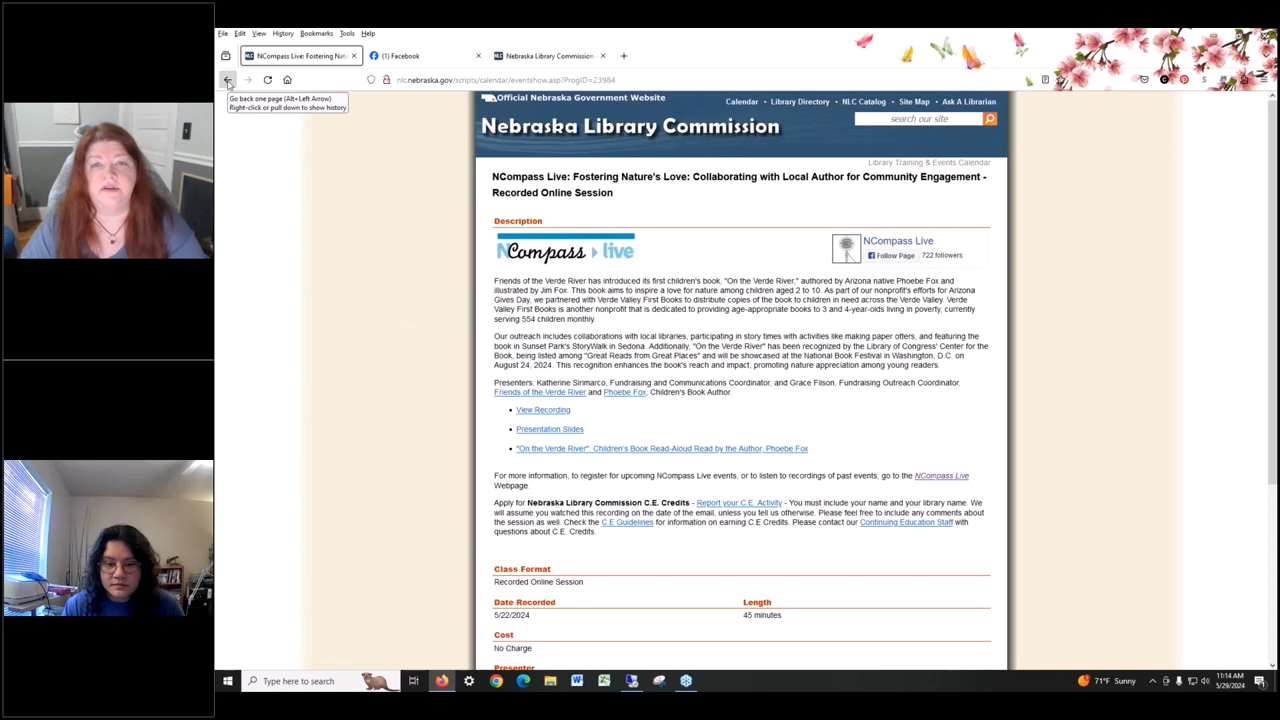 File Edit View History Bookmarks Tools Help
NCompass Live: Fostering Natu
(1) Facebook
Nebraska Library Commission
nlc.nebraska.gov/scripts/calendar/eventshow.asp?ProgID=23984
Go back one page (Alt+Left Arrow)
Right-click or pull down to show history
Official Nebraska Government Website
Calendar • Library Directory • NLC Catalog • Site Map • Ask A Librarian
Nebraska Library Commission
search our site
Library Training & Events Calendar
NCompass Live: Fostering Nature's Love: Collaborating with Local Author for Community Engagement -
Recorded Online Session
Description
NCompass live
NCompass Live
Follow Page 722 followers
Friends of the Verde River has introduced its first children's book, "On the Verde River," authored by Arizona native Phoebe Fox and
illustrated by Jim Fox. This book aims to inspire a love for nature among children aged 2 to 10. As part of our nonprofit's efforts for Arizona
Gives Day, we partnered with Verde Valley First Books to distribute copies of the book to children in need across the Verde Valley. Verde
Valley First Books is another nonprofit that is dedicated to providing age-appropriate books to 3 and 4-year-olds living in poverty, currently
serving 554 children monthly.
Our outreach includes collaborations with local libraries, participating in story times with activities like making paper otters, and featuring the
book in Sunset Park's StoryWalk in Sedona. Additionally, "On the Verde River" has been recognized by the Library of Congress' Center for the
Book, being listed among "Great Reads from Great Places" and will be showcased at the National Book Festival in Washington, D.C. on
August 24, 2024. This recognition enhances the book's reach and impact, promoting nature appreciation among young readers.
Presenters: Katherine Sirimarco, Fundraising and Communications Coordinator, and Grace Filson, Fundraising Outreach Coordinator,
Friends of the Verde River and Phoebe Fox, Children's Book Author.
• View Recording
• Presentation Slides
• "On the Verde River": Children's Book Read-Aloud Read by the Author, Phoebe Fox
For more information, to register for upcoming NCompass Live events, or to listen to recordings of past events, go to the NCompass Live
Webpage.
Apply for Nebraska Library Commission C.E. Credits - Report your C.E. Activity - You must include your name and your library name. We
will assume you watched this recording on the date of the email, unless you tell us otherwise. Please feel free to include any comments about
the session as well. Check the C.E Guidelines for information on earning C.E Credits. Please contact our Continuing Education Staff with
questions about C.E. Credits.
Class Format
Recorded Online Session
Date Recorded
Length
5/22/2024
45 minutes
Cost
No Charge
Presenter
Type here to search
71°F Sunny
11:14 AM
5/29/2024